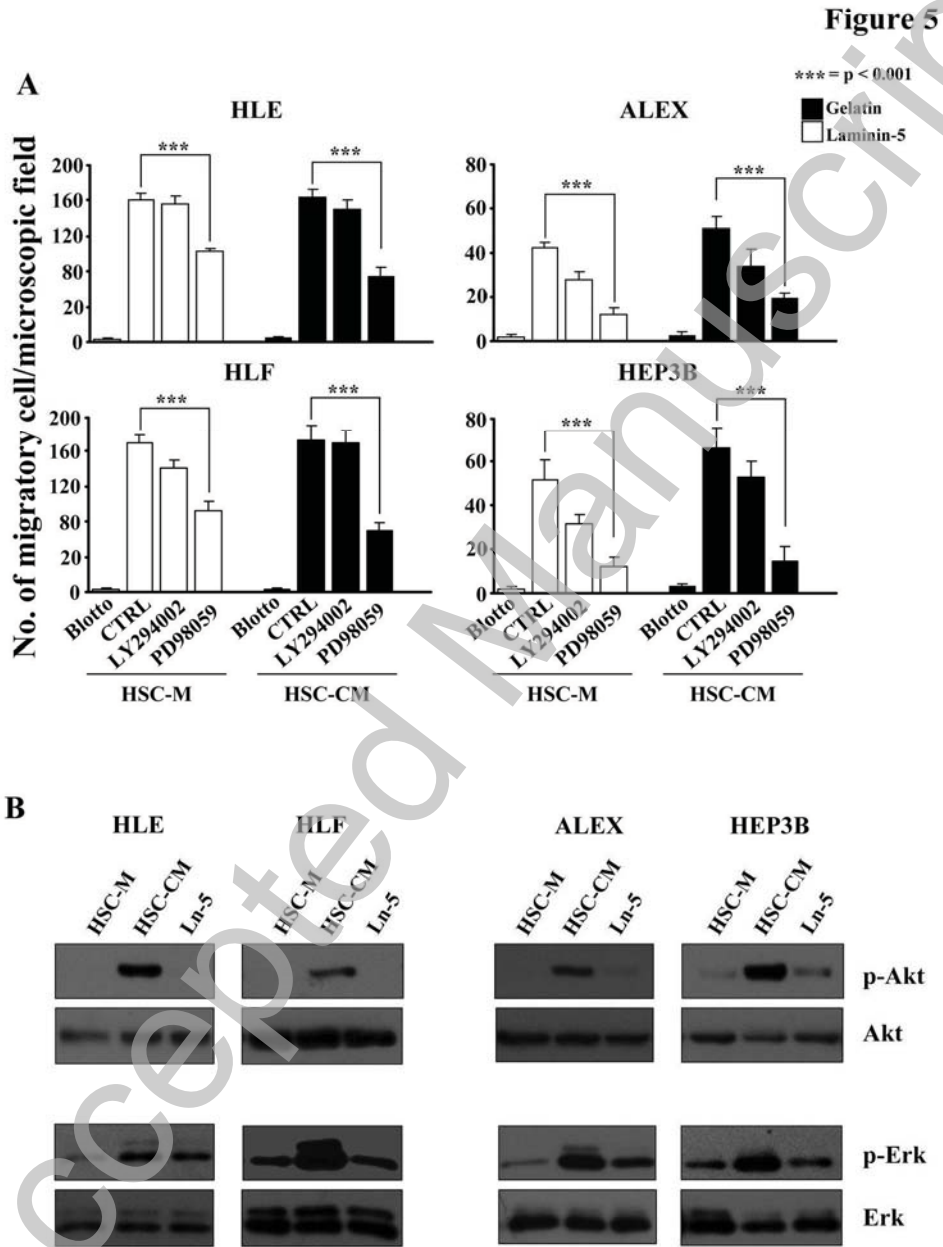 Figure 5
*** = p < 0.001
Gelatin
Laminin-5
A
No. of migratory cell/microscopic field
HLE
***
***
200
160
100
20
0
ALEX
***
***
80
60
40
20
0
HLF
***
***
200
160
120
80
20
0
HEP3B
***
***
80
60
40
20
0
Blotto CTRL LY294002 PD98059 Blotto CTRL LY294002 PD98059
HSC-M HSC-CM
Blotto CTRL LY294002 PD98059 Blotto CTRL LY294002 PD98059
HSC-M HSC-CM
B
HLE HLF ALEX HEP3B
HSC-M HSC-CM Ln-5 HSC-M HSC-CM Ln-5 HSC-M HSC-CM Ln-5 HSC-M HSC-CM Ln-5
p-Akt
Akt
p-Erk
Erk
ccepted Manuscrip